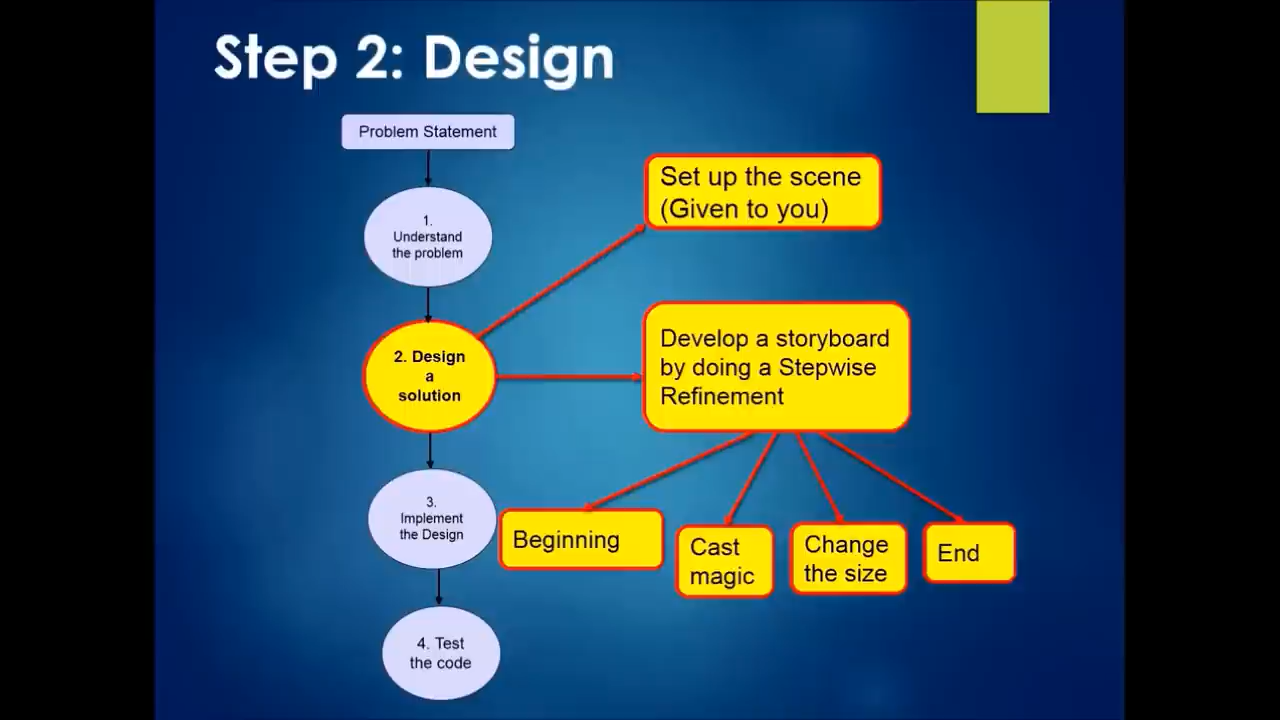 Step 2: Design
Problem Statement
1.
Understand
the problem
2. Design
a
solution
3.
Implement
the Design
4. Test
the code
Set up the scene
(Given to you)
Develop a storyboard
by doing a Stepwise
Refinement
Beginning
Cast
magic
Change
the size
End